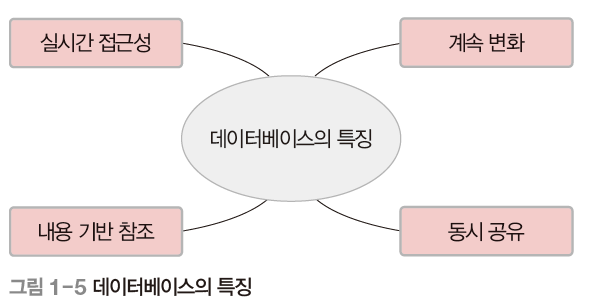 실시간 접근성
계속 변화
데이터베이스의 특징
내용 기반 참조
동시 공유
그림 1-5 데이터베이스의 특징